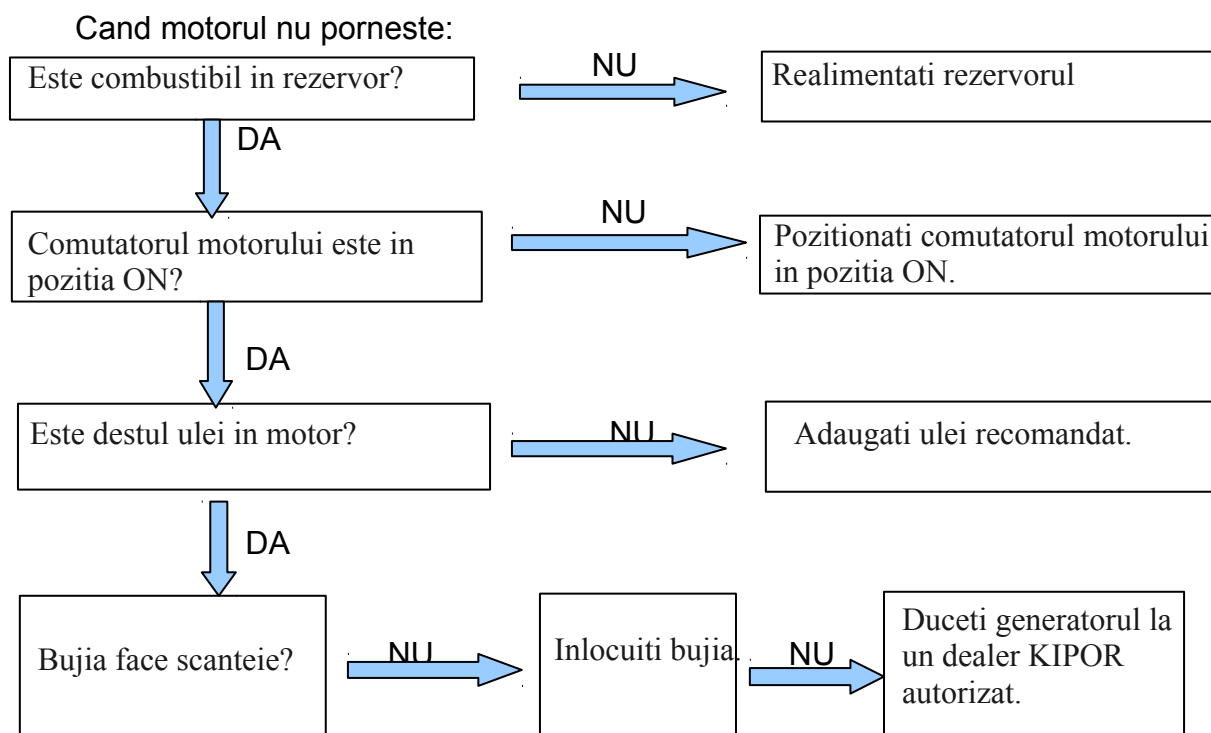 Cand motorul nu porneste:
Este combustibil in rezervor?
NU
Realimentati rezervorul
DA
Comutatorul motorului este in
pozitia ON?
NU
Pozitionati comutatorul motorului
in pozitia ON.
DA
Este destul ulei in motor?
NU
Adaugati ulei recomandat.
DA
Bujia face scanteie?
NU
Inlocuiti bujia.
NU
Duceti generatorul la
un dealer KIPOR
autorizat.